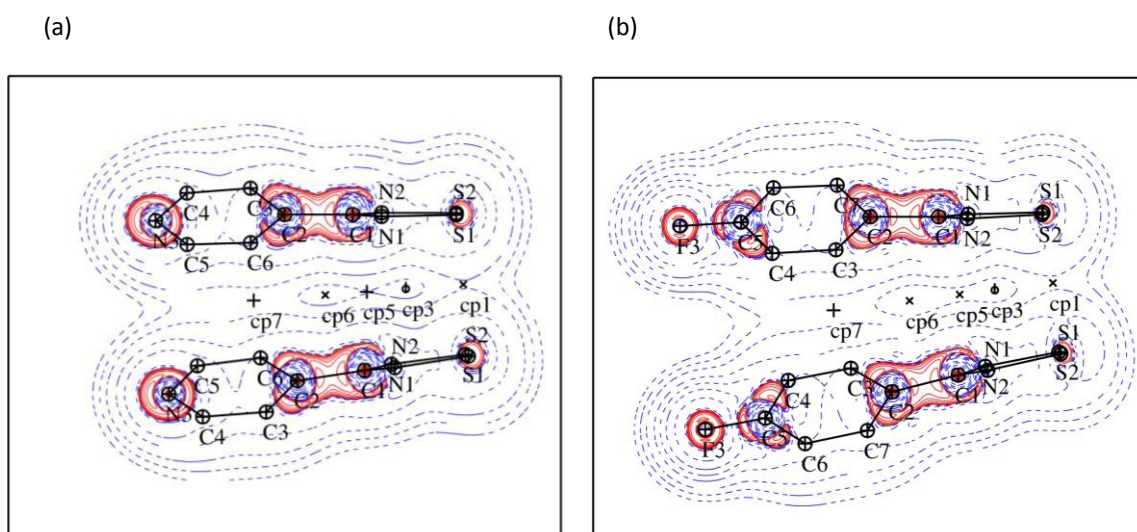 (a) (b)
C4 C3 C2 C1 N2 N1 S2 S1
N3 C5 C6
cp7 cp6 cp5 cp3 cp1
C5 C6 C2 C1 N2 N1 S2 S1
N3 C4 C3
C6 C2 C1 N1 N2 S1 S2
F3 C5 C4 C3
cp7 cp6 cp5 cp3 cp1
C4 C3 C2 C1 N1 N2 S1 S2
F3 C5 C6 C7